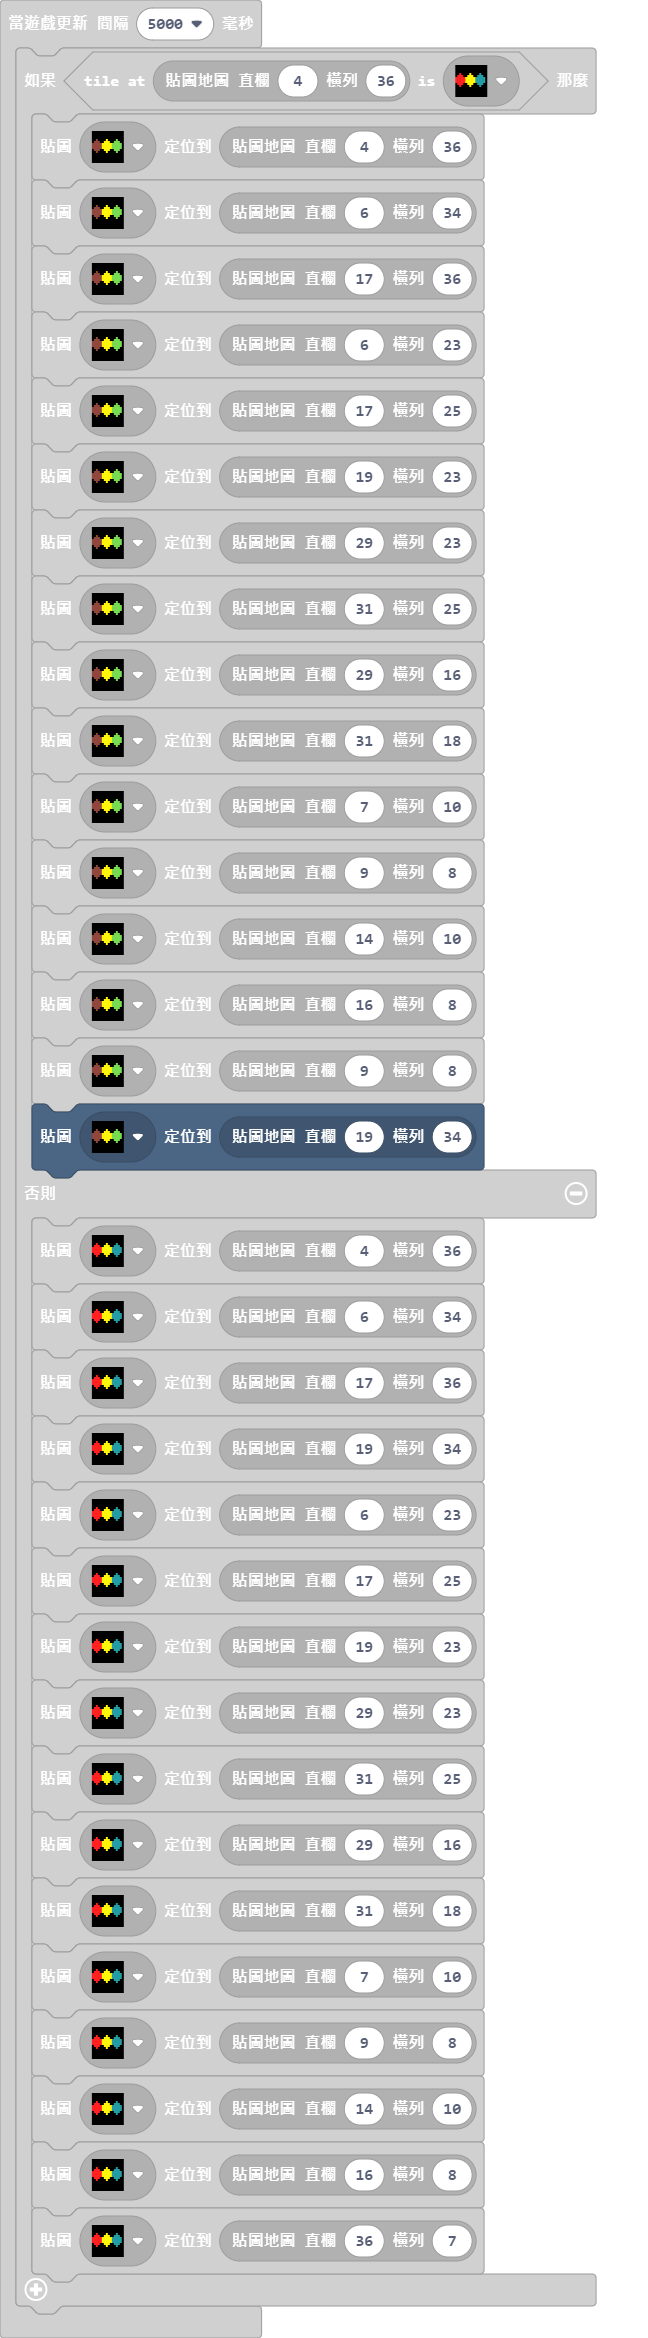 當遊戲更新 間隔 5000 毫秒
如果 tile at 貼圖地圖 直欄 4 橫列 36 is 那麼
貼圖 定位到 貼圖地圖 直欄 4 橫列 36
貼圖 定位到 貼圖地圖 直欄 6 橫列 34
貼圖 定位到 貼圖地圖 直欄 17 橫列 36
貼圖 定位到 貼圖地圖 直欄 6 橫列 23
貼圖 定位到 貼圖地圖 直欄 17 橫列 25
貼圖 定位到 貼圖地圖 直欄 19 橫列 23
貼圖 定位到 貼圖地圖 直欄 29 橫列 23
貼圖 定位到 貼圖地圖 直欄 31 橫列 25
貼圖 定位到 貼圖地圖 直欄 29 橫列 16
貼圖 定位到 貼圖地圖 直欄 31 橫列 18
貼圖 定位到 貼圖地圖 直欄 7 橫列 10
貼圖 定位到 貼圖地圖 直欄 9 橫列 8
貼圖 定位到 貼圖地圖 直欄 14 橫列 10
貼圖 定位到 貼圖地圖 直欄 16 橫列 8
貼圖 定位到 貼圖地圖 直欄 9 橫列 8
貼圖 定位到 貼圖地圖 直欄 19 橫列 34
否則
貼圖 定位到 貼圖地圖 直欄 4 橫列 36
貼圖 定位到 貼圖地圖 直欄 6 橫列 34
貼圖 定位到 貼圖地圖 直欄 17 橫列 36
貼圖 定位到 貼圖地圖 直欄 19 橫列 34
貼圖 定位到 貼圖地圖 直欄 6 橫列 23
貼圖 定位到 貼圖地圖 直欄 17 橫列 25
貼圖 定位到 貼圖地圖 直欄 19 橫列 23
貼圖 定位到 貼圖地圖 直欄 29 橫列 23
貼圖 定位到 貼圖地圖 直欄 31 橫列 25
貼圖 定位到 貼圖地圖 直欄 29 橫列 16
貼圖 定位到 貼圖地圖 直欄 31 橫列 18
貼圖 定位到 貼圖地圖 直欄 7 橫列 10
貼圖 定位到 貼圖地圖 直欄 9 橫列 8
貼圖 定位到 貼圖地圖 直欄 14 橫列 10
貼圖 定位到 貼圖地圖 直欄 16 橫列 8
貼圖 定位到 貼圖地圖 直欄 36 橫列 7